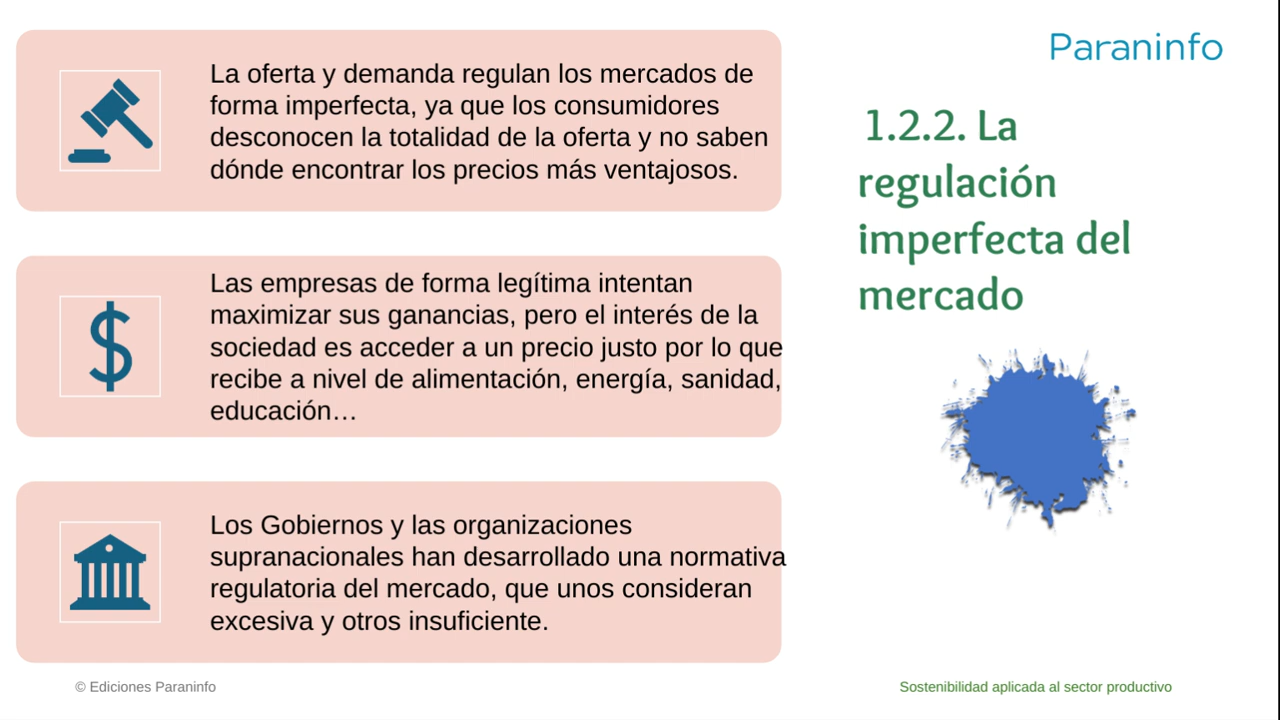 Paraninfo
1.2.2. La
regulación
imperfecta del
mercado
La oferta y demanda regulan los mercados de
forma imperfecta, ya que los consumidores
desconocen la totalidad de la oferta y no saben
dónde encontrar los precios más ventajosos.
Las empresas de forma legítima intentan
maximizar sus ganancias, pero el interés de la
sociedad es acceder a un precio justo por lo que
recibe a nivel de alimentación, energía, sanidad,
educación…
Los Gobiernos y las organizaciones
supranacionales han desarrollado una normativa
regulatoria del mercado, que unos consideran
excesiva y otros insuficiente.
© Ediciones Paraninfo
Sostenibilidad aplicada al sector productivo